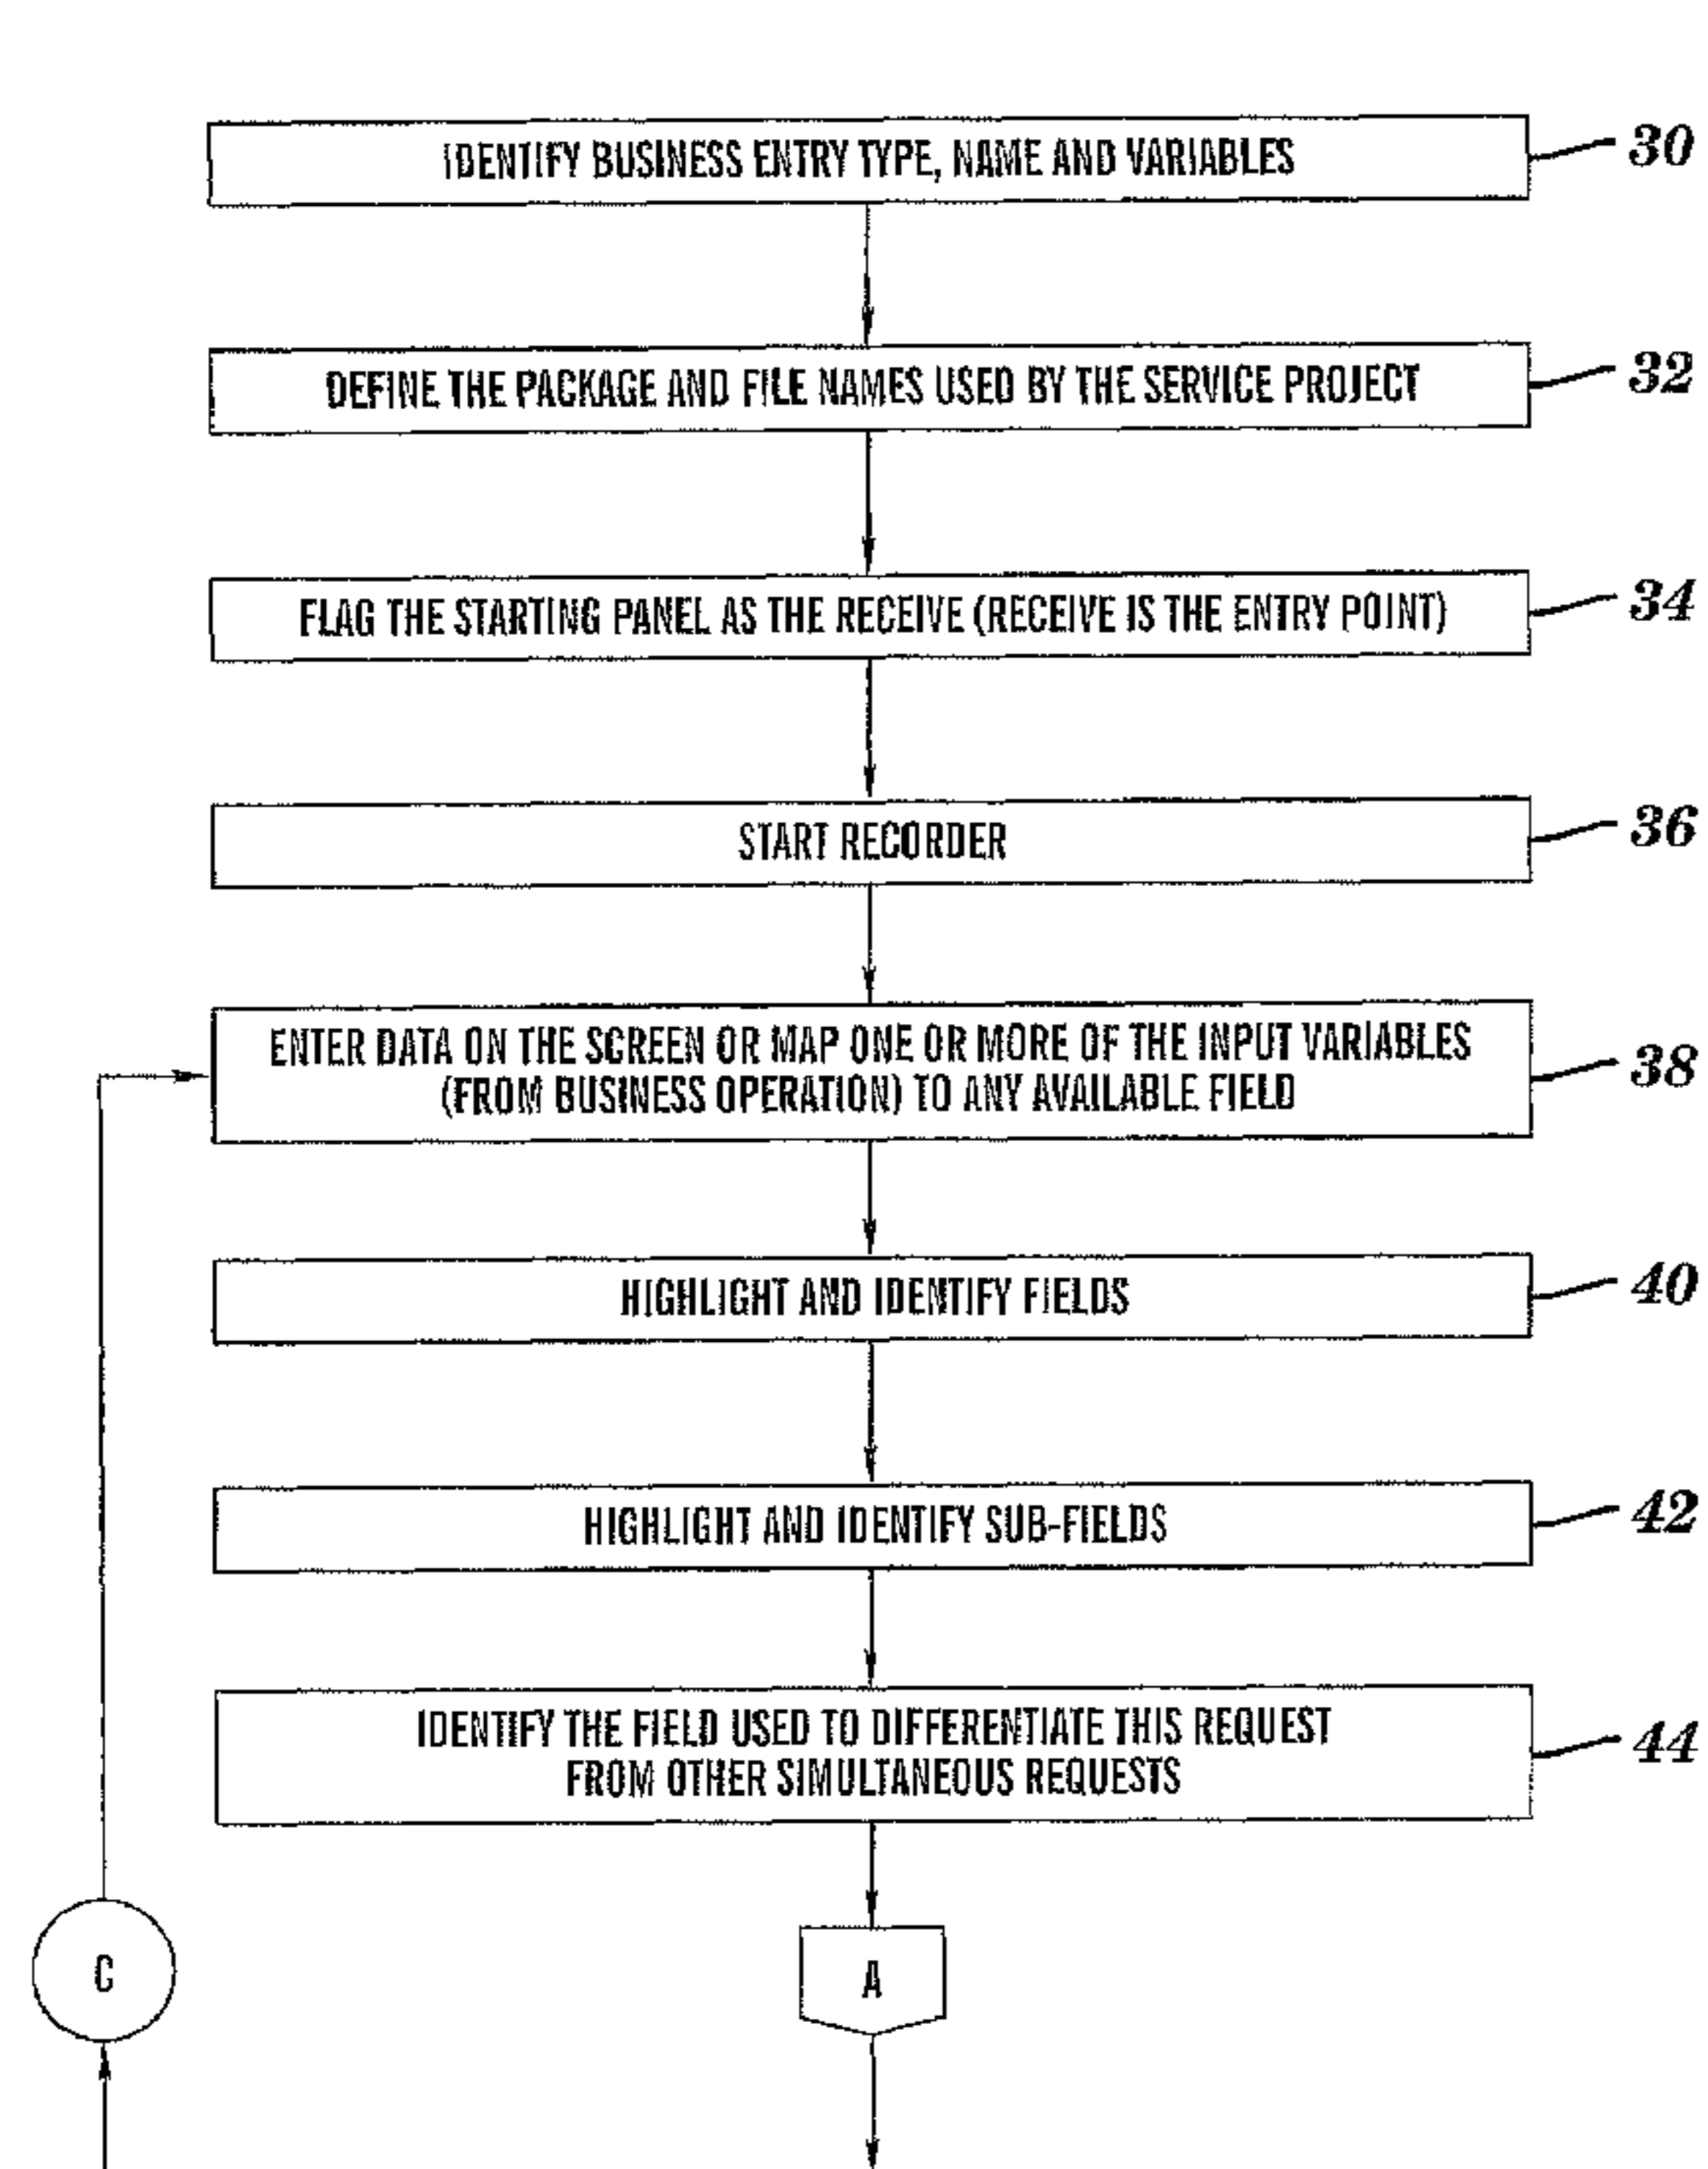 IDENTIFY BUSINESS ENTRY TYPE, NAME AND VARIABLES
30
DEFINE THE PACKAGE AND FILE NAMES USED BY THE SERVICE PROJECT
32
FLAG THE STARTING PANEL AS THE RECEIVE (RECEIVE IS THE ENTRY POINT)
34
START RECORDER
36
ENTER DATA ON THE SCREEN OR MAP ONE OR MORE OF THE INPUT VARIABLES
(FROM BUSINESS OPERATION) TO ANY AVAILABLE FIELD
38
HIGHLIGHT AND IDENTIFY FIELDS
40
HIGHLIGHT AND IDENTIFY SUB-FIELDS
42
IDENTIFY THE FIELD USED TO DIFFERENTIATE THIS REQUEST
FROM OTHER SIMULTANEOUS REQUESTS
44
C
A